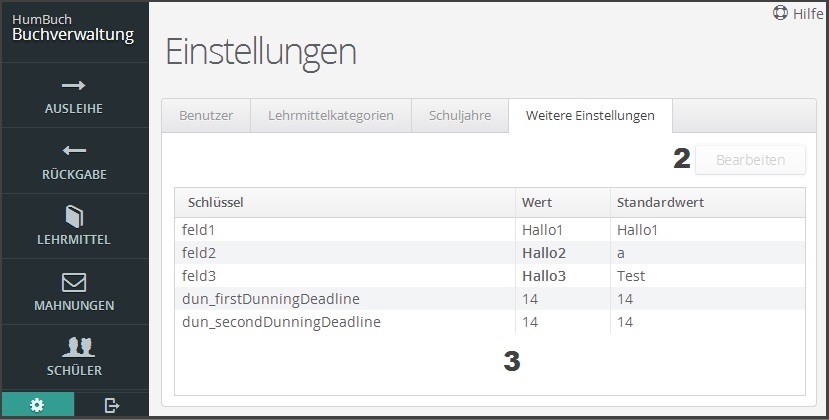 HumBuch
Buchverwaltung
AUSLEIHE
RÜCKGABE
LEHRMITTEL
MAHNUNGEN
SCHÜLER
Hilfe
Einstellungen
Benutzer Lehrmittelkategorien Schuljahre Weitere Einstellungen
2 Bearbeiten
Schlüssel Wert Standardwert
feld1 Hallo1 Hallo1
feld2 Hallo2 a
feld3 Hallo3 Test
dun_firstDunningDeadline 14 14
dun_secondDunningDeadline 14 14
3